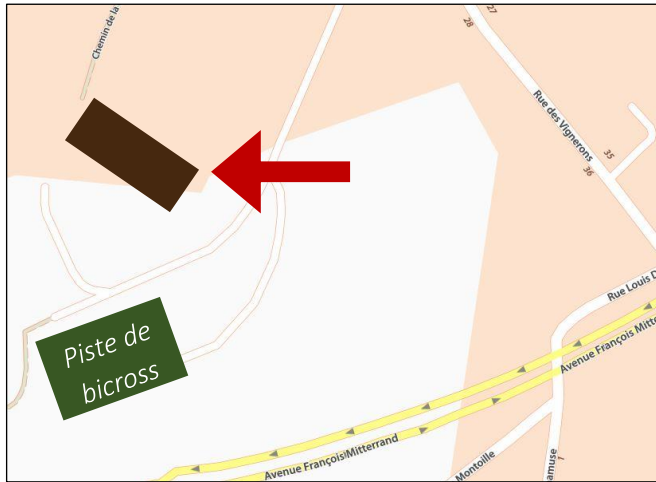 Chemin de la
27
28
Rue des Vignerons
35
36
Rue Louis D
Piste de
bicross
Avenue François Mitterrand
Avenue François Mitte
Montoille
amuse
1